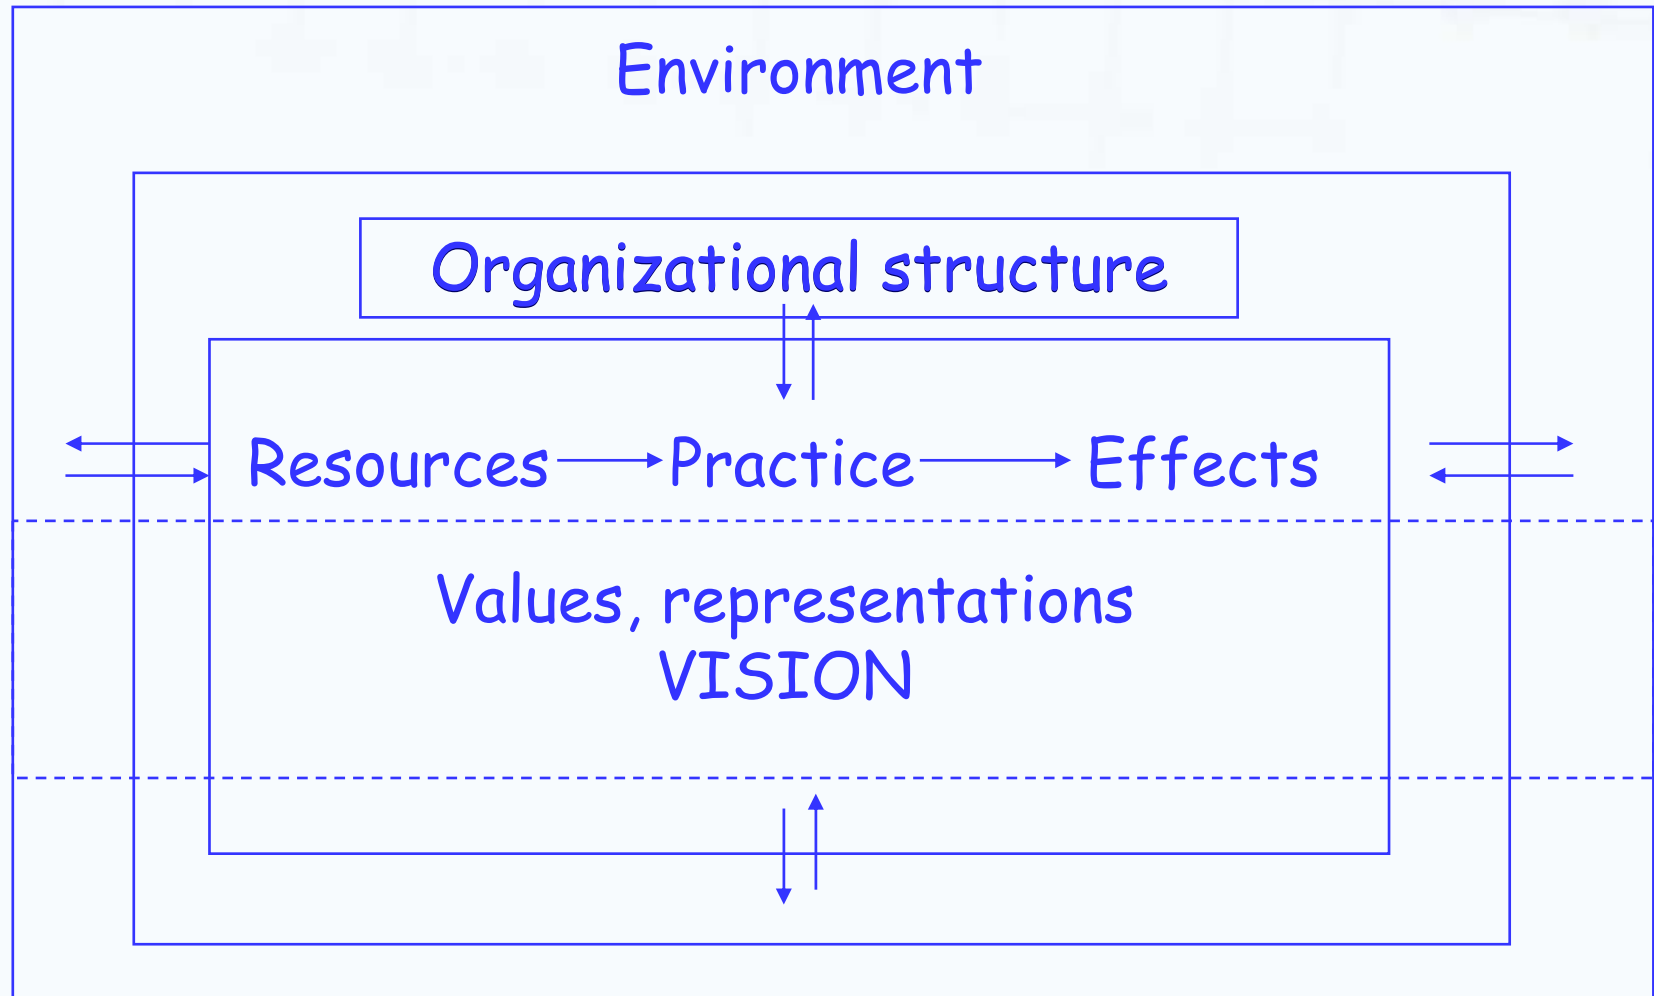 Environment
Organizational structure
Resources Practice Effects
Values, representations
VISION